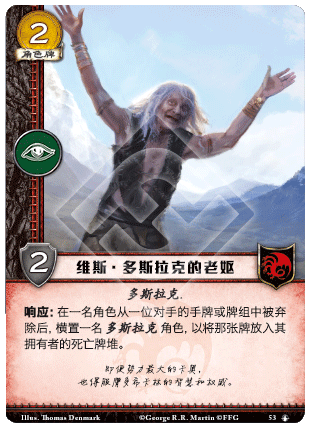 2
角色牌
2
维斯·多斯拉克的老妪
多斯拉克.
响应: 在一名角色从一位对手的手牌或牌组中被弃
除后, 横置一名多斯拉克角色, 以将那张牌放入其
拥有者的死亡牌堆。
即便势力最大的卡奥,
也得服膺多希卡林的智慧和权威。
Illus. Thomas Denmark ©George R.R. Martin ©FFG 53